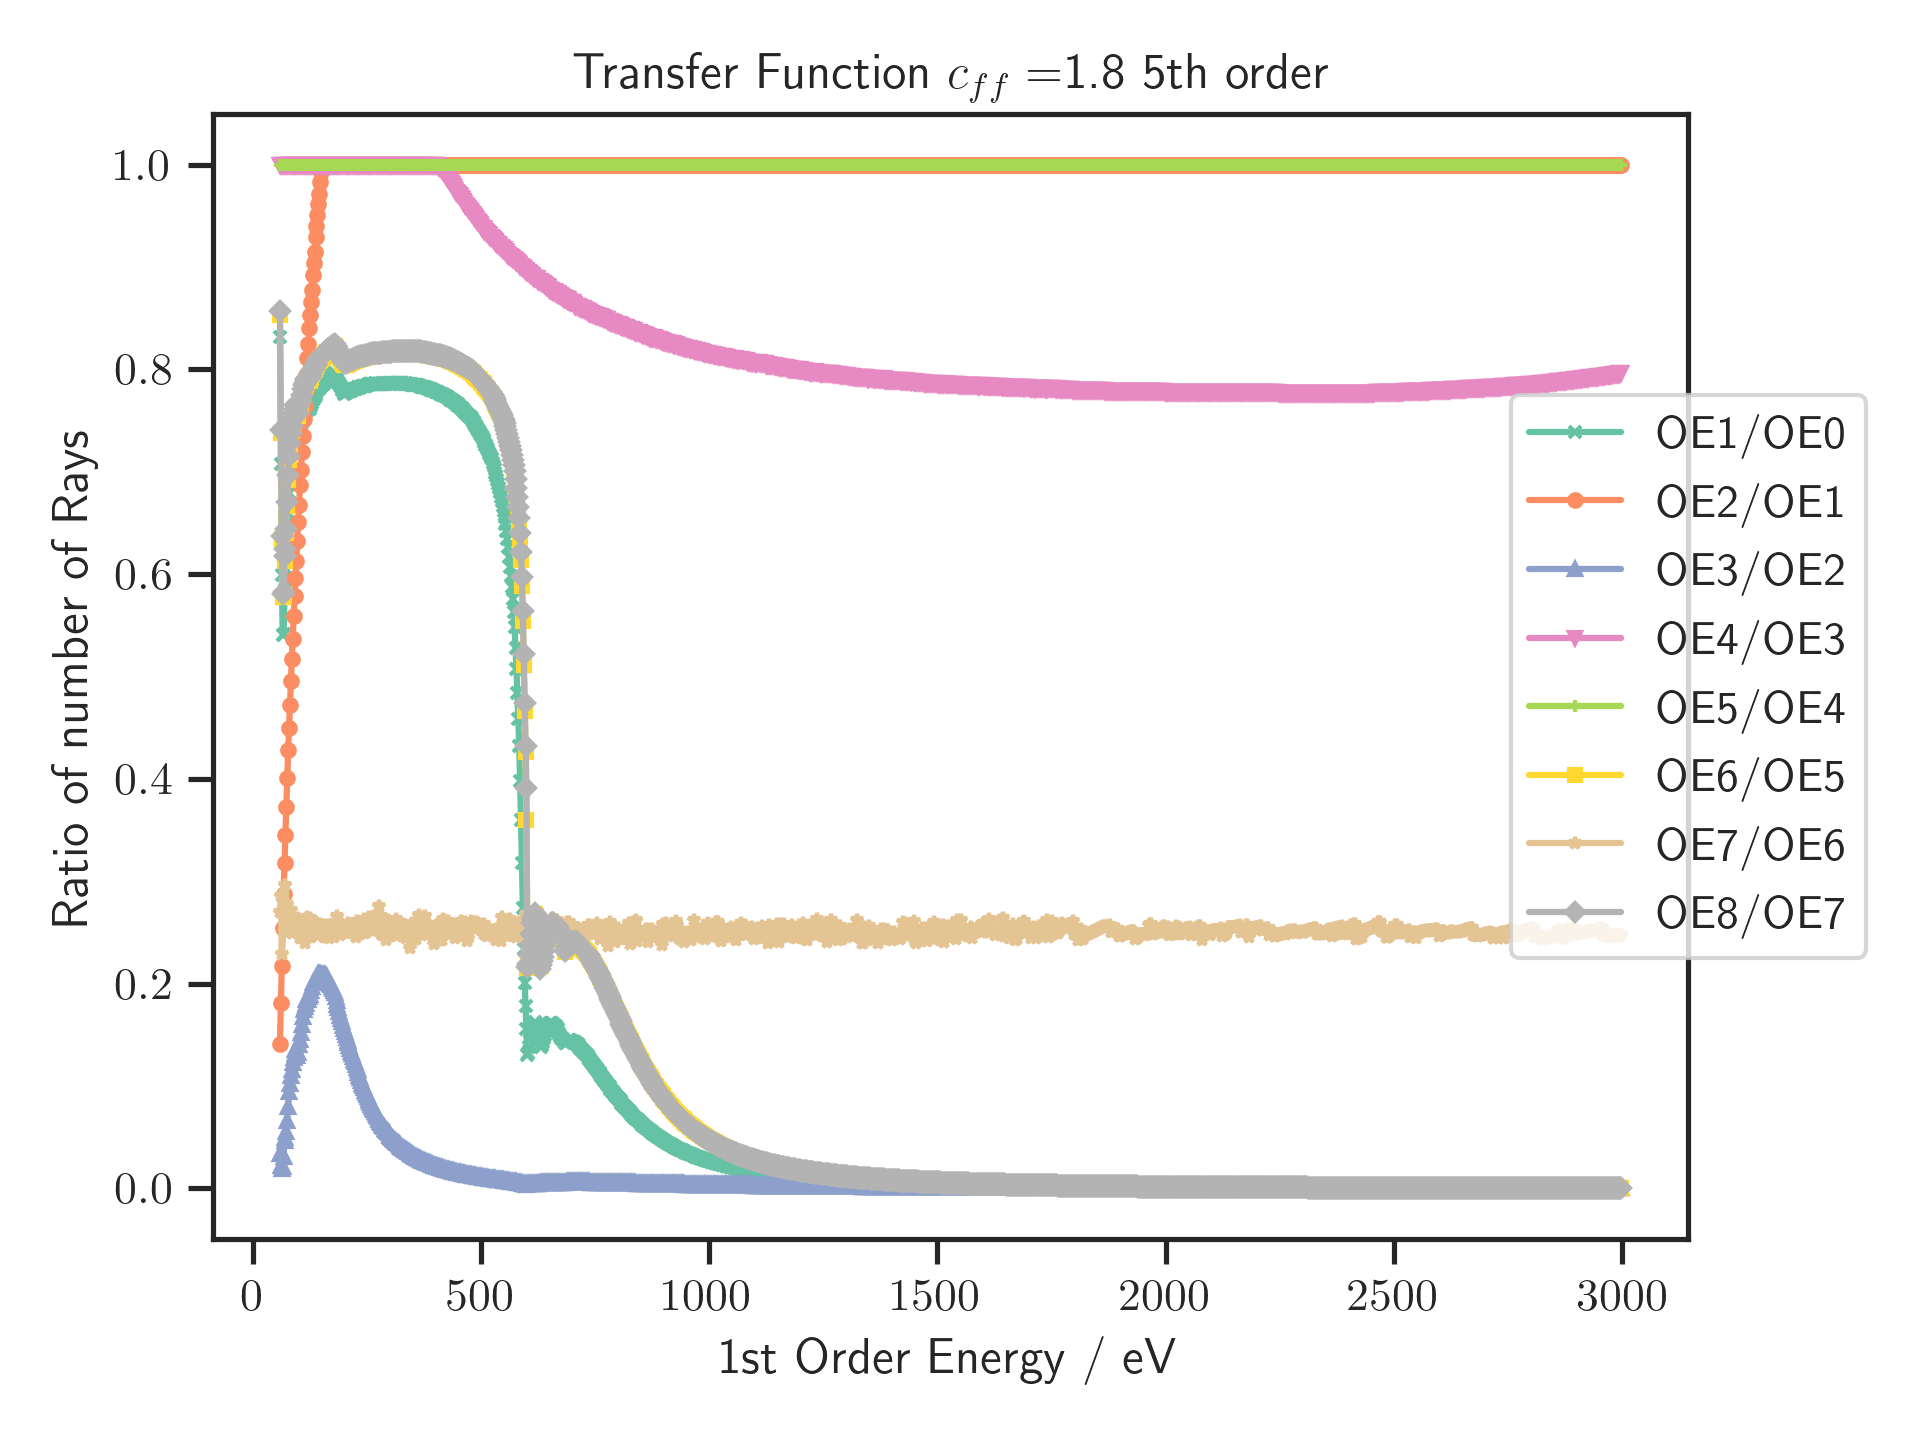 Transfer Function $c_{ff}$ =1.8 5th order
Ratio of number of Rays
1.0
0.8
0.6
0.4
0.2
0.0
OE1/OE0
OE2/OE1
OE3/OE2
OE4/OE3
OE5/OE4
OE6/OE5
OE7/OE6
OE8/OE7
0 500 1000 1500 2000 2500 3000
1st Order Energy / eV